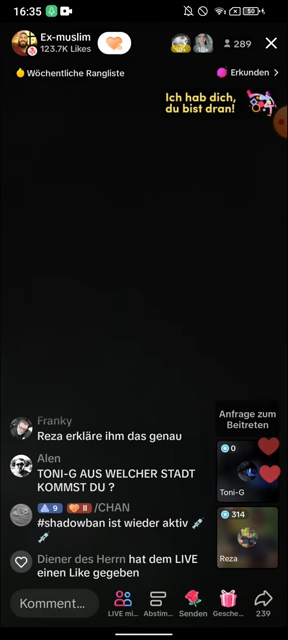 16:35
50
Ex-muslim
123.7K Likes
289
Wöchentliche Rangliste
Erkunden
Ich hab dich,
du bist dran!
Franky
Reza erkläre ihm das genau
Alen
TONI-G AUS WELCHER STADT
KOMMST DU ?
9 II /CHAN
#shadowban ist wieder aktiv
Diener des Herrn hat dem LIVE
einen Like gegeben
Anfrage zum
Beitreten
0
Toni-G
314
Reza
Komment...
LIVE mi...
Abstim...
Senden
Gesche...
239